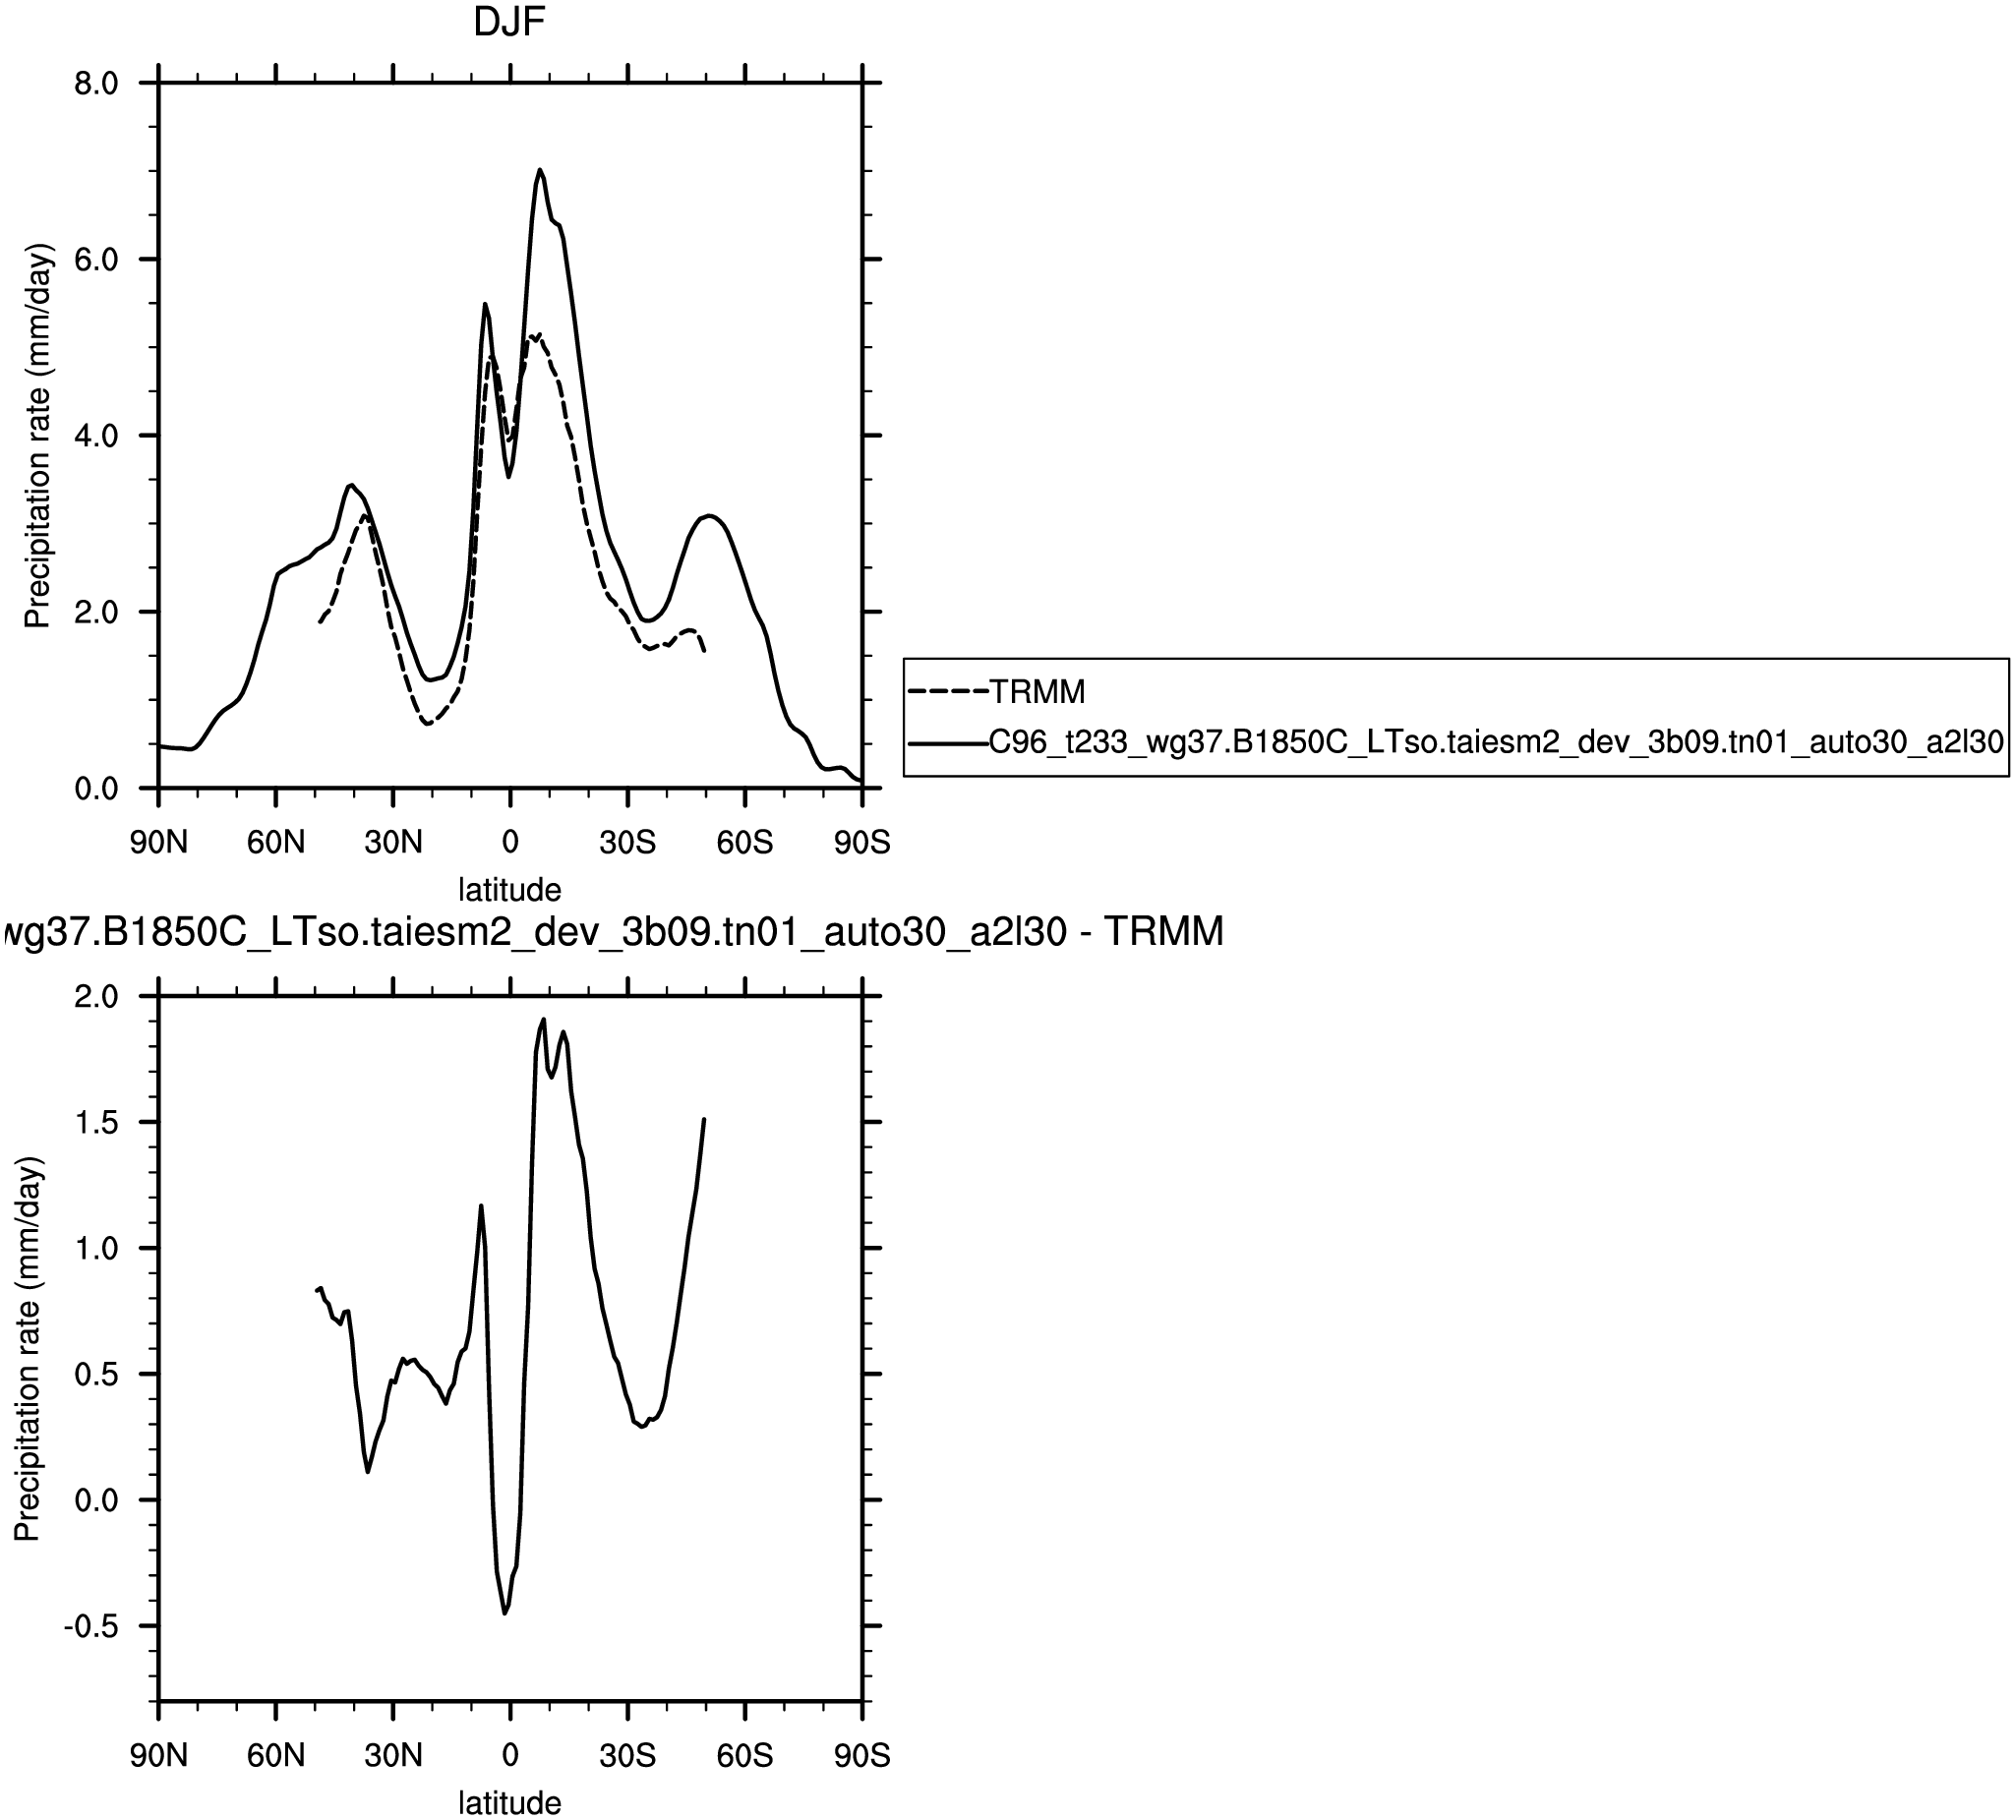 DJF
8.0
6.0
4.0
2.0
0.0
Precipitation rate (mm/day)
90N 60N 30N 0 30S 60S 90S
latitude
TRMM
C96_t233_wg37.B1850C_LTso.taiesm2_dev_3b09.tn01_auto30_a2l30
wg37.B1850C_LTso.taiesm2_dev_3b09.tn01_auto30_a2l30 - TRMM
2.0
1.5
1.0
0.5
0.0
-0.5
Precipitation rate (mm/day)
90N 60N 30N 0 30S 60S 90S
latitude